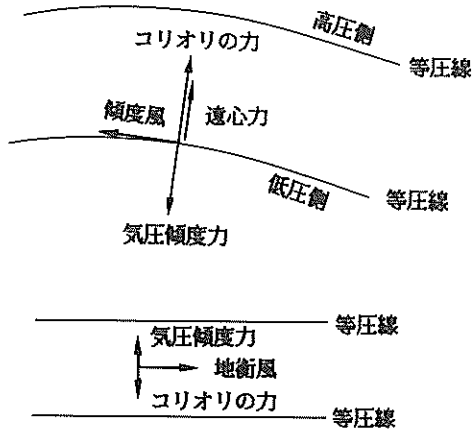 高圧側
コリオリの力
等圧線
傾度風
遠心力
低圧側
等圧線
気圧傾度力
等圧線
気圧傾度力
地衡風
コリオリの力
等圧線